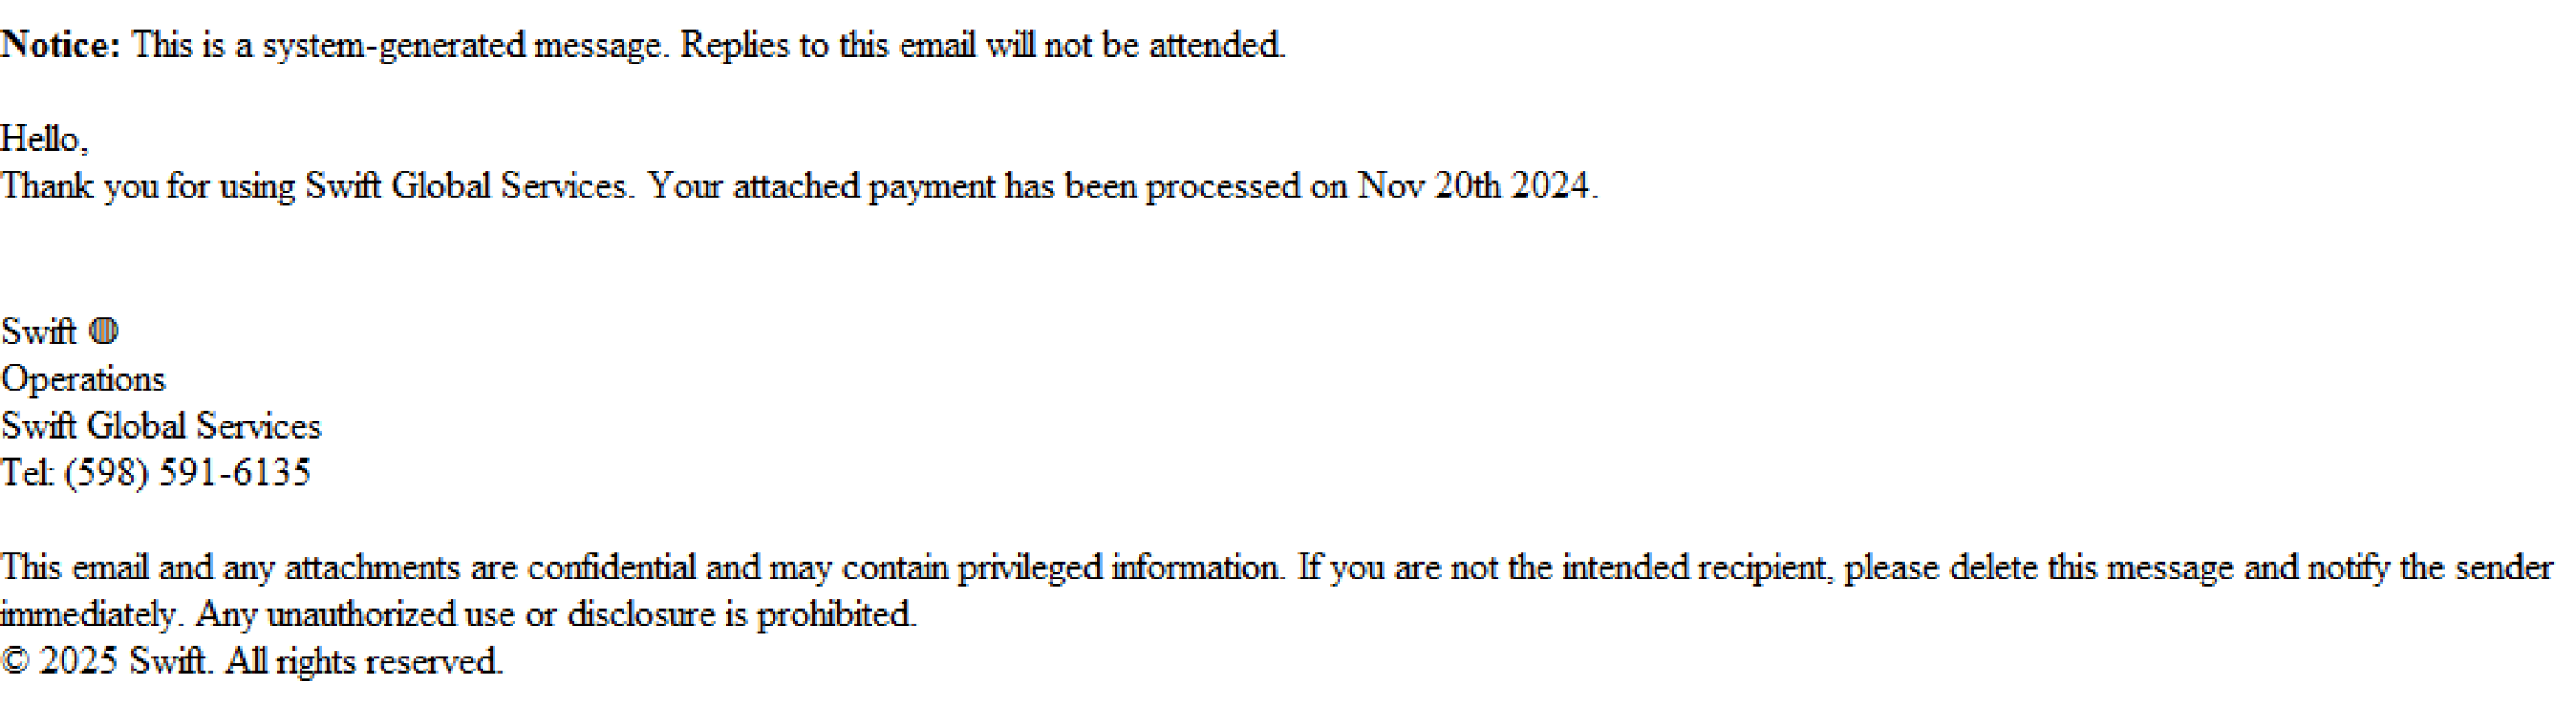 Notice: This is a system-generated message. Replies to this email will not be attended.
Hello,
Thank you for using Swift Global Services. Your attached payment has been processed on Nov 20th 2024.
Swift ◍
Operations
Swift Global Services
Tel: (598) 591-6135
This email and any attachments are confidential and may contain privileged information. If you are not the intended recipient, please delete this message and notify the sender
immediately. Any unauthorized use or disclosure is prohibited.
© 2025 Swift. All rights reserved.